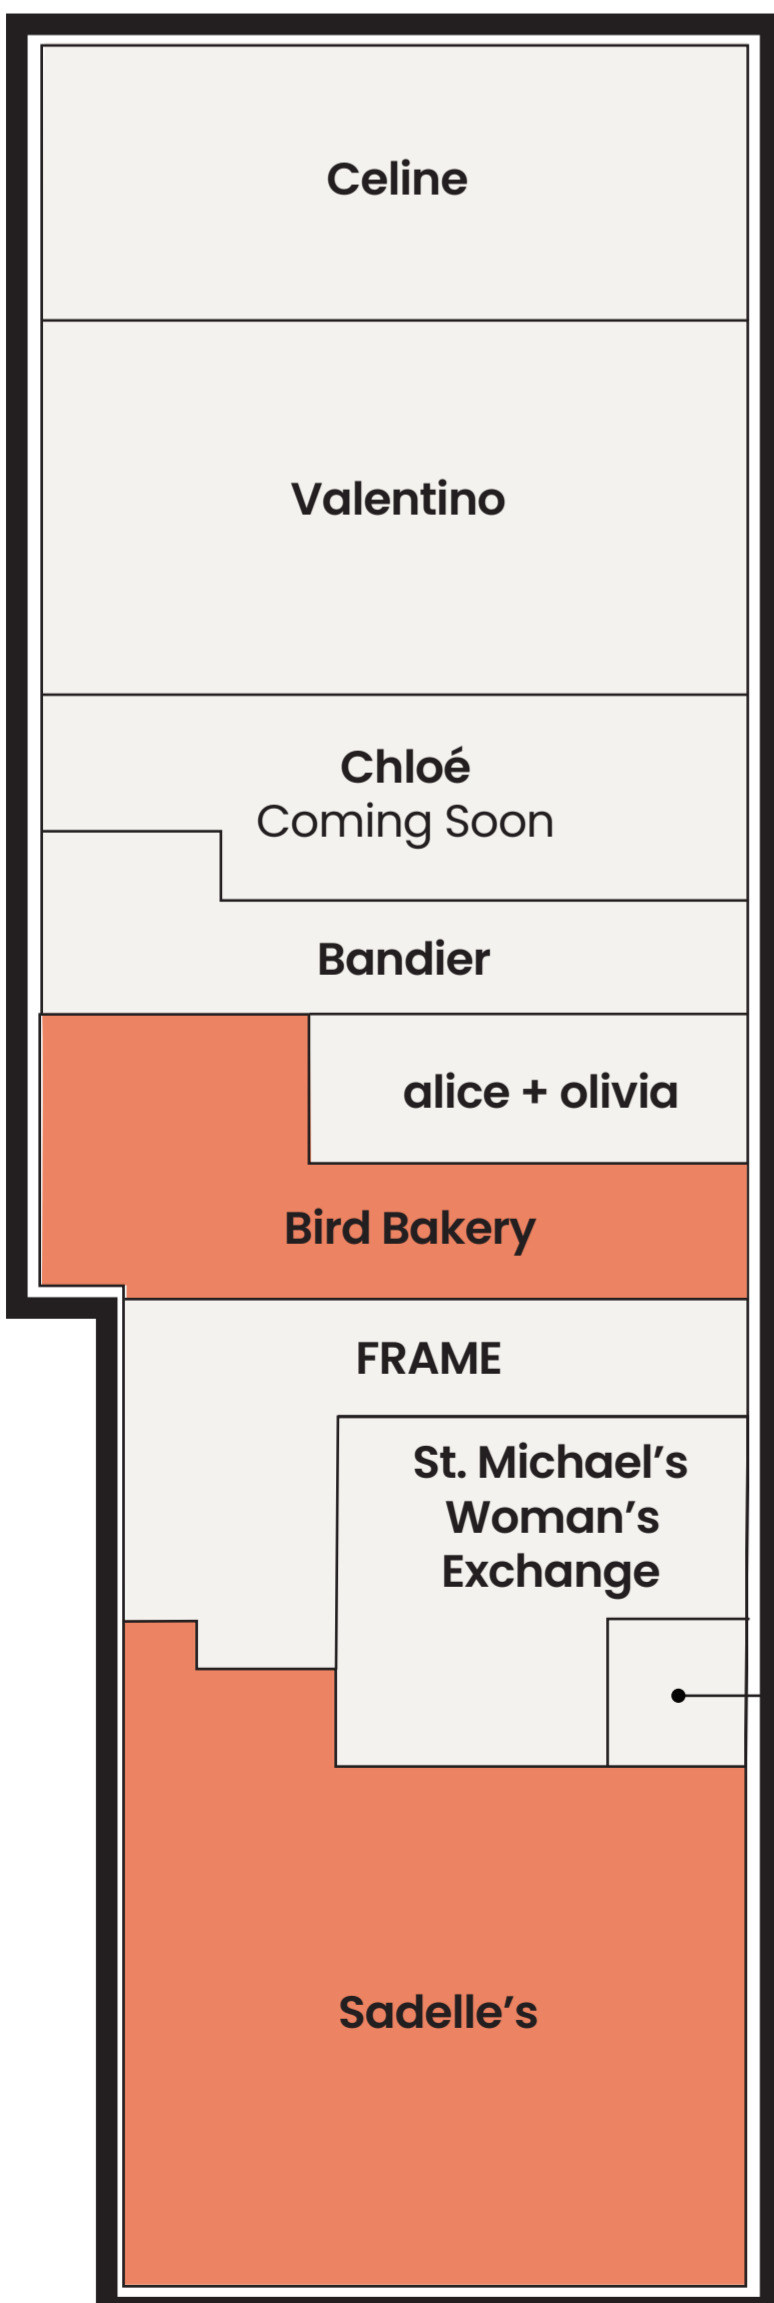 Celine
Valentino
Chloé
Coming Soon
Bandier
alice + olivia
Bird Bakery
FRAME
St. Michael’s
Woman’s
Exchange
Sadelle’s